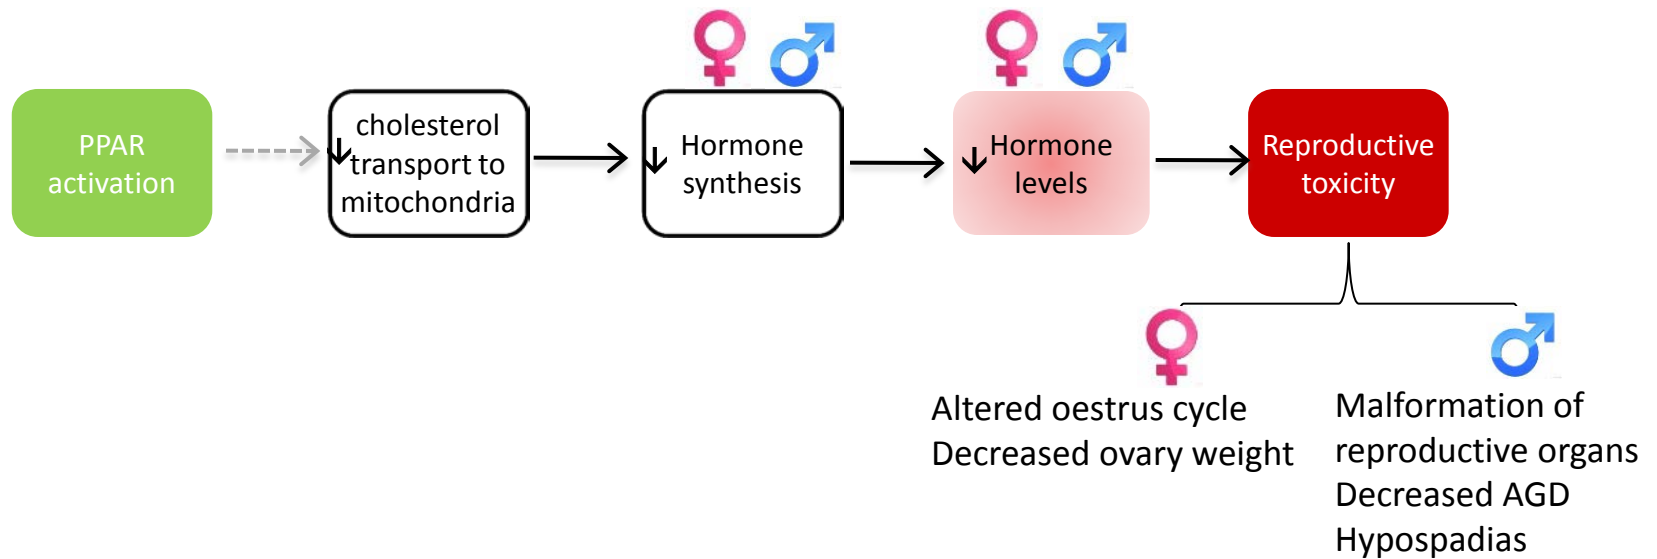 PPAR
activation
↓ cholesterol
transport to
mitochondria
↓ Hormone
synthesis
↓ Hormone
levels
Reproductive
toxicity
Altered oestrus cycle
Decreased ovary weight
Malformation of
reproductive organs
Decreased AGD
Hypospadias